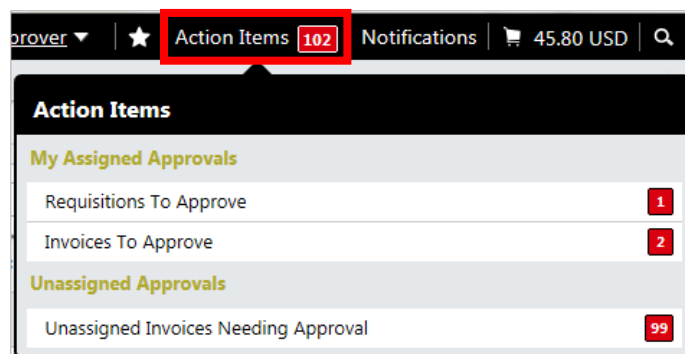 prover Action Items 102 Notifications 45.80 USD
Action Items
My Assigned Approvals
Requisitions To Approve 1
Invoices To Approve 2
Unassigned Approvals
Unassigned Invoices Needing Approval 99